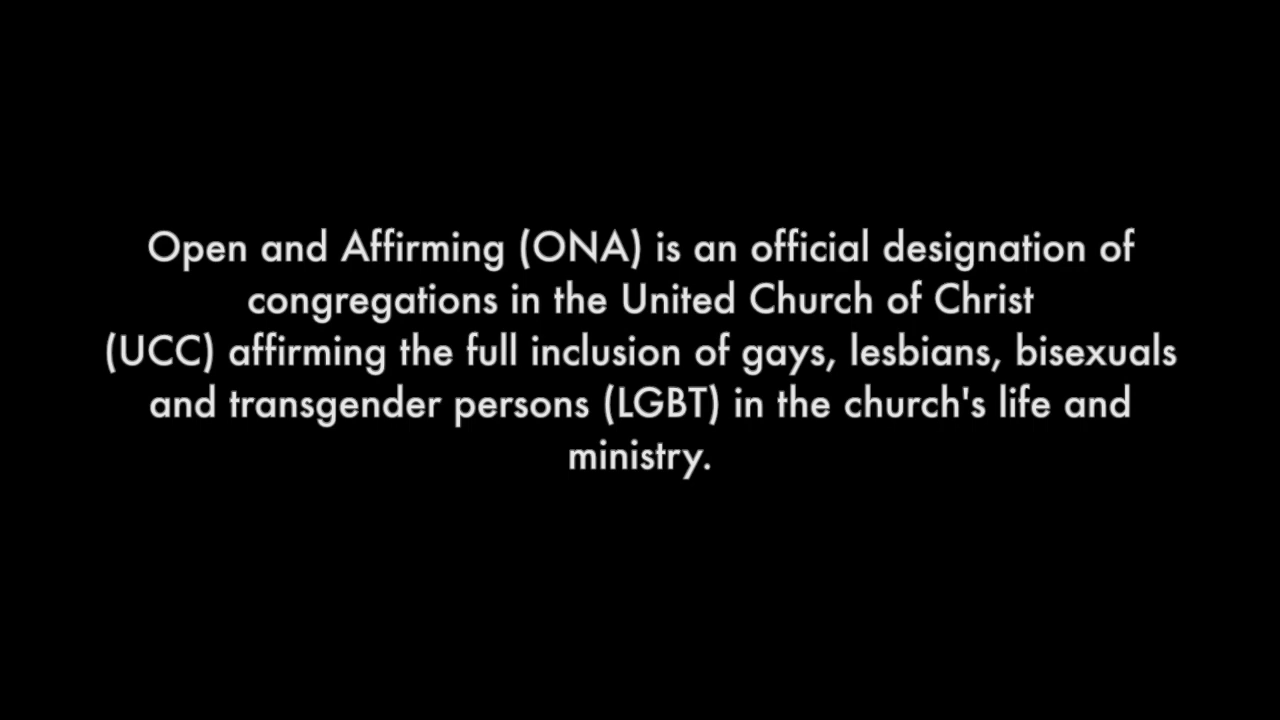 Open and Affirming (ONA) is an official designation of
congregations in the United Church of Christ
(UCC) affirming the full inclusion of gays, lesbians, bisexuals
and transgender persons (LGBT) in the church's life and
ministry.